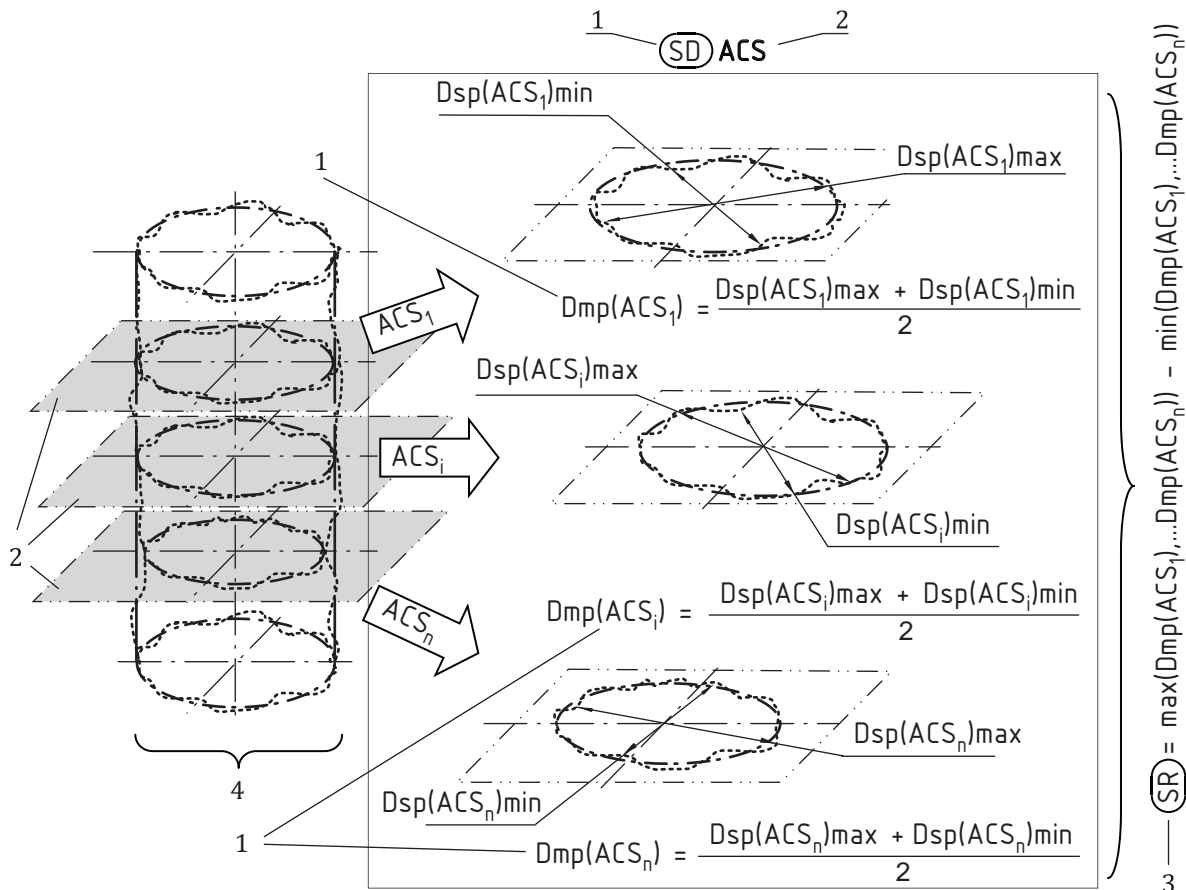 1 2
SD ACS
Dsp(ACS₁)min
Dsp(ACS₁)max
1
Dmp(ACS₁) = Dsp(ACS₁)max + Dsp(ACS₁)min
2
ACS₁
Dsp(ACSᵢ)max
ACSᵢ
Dsp(ACSᵢ)min
2
Dmp(ACSᵢ) = Dsp(ACSᵢ)max + Dsp(ACSᵢ)min
2
ACSₙ
Dsp(ACSₙ)max
4
Dsp(ACSₙ)min
1
Dmp(ACSₙ) = Dsp(ACSₙ)max + Dsp(ACSₙ)min
2
SR = max(Dmp(ACS₁),...Dmp(ACSₙ)) - min(Dmp(ACS₁),...Dmp(ACSₙ))
3